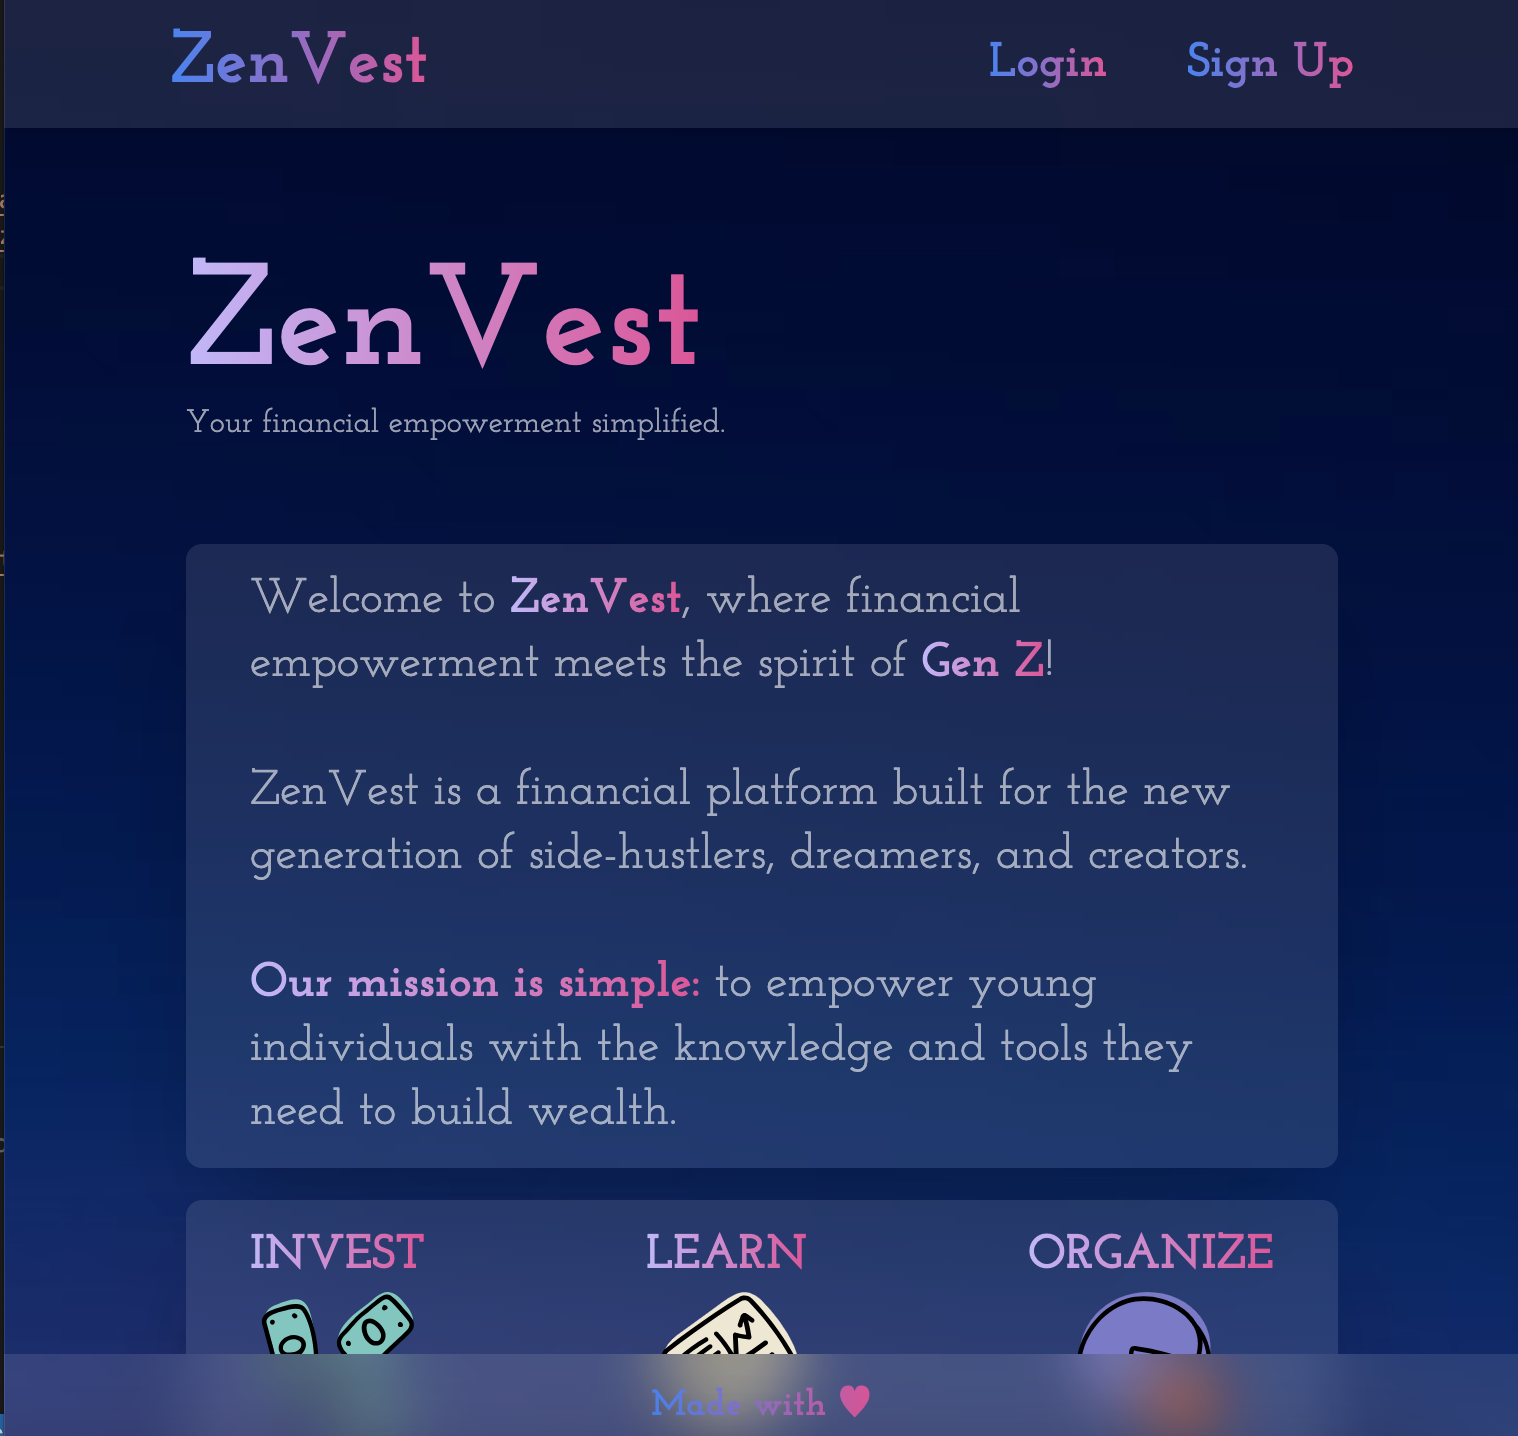 ZenVest
Login
Sign Up
ZenVest
Your financial empowerment simplified.
Welcome to ZenVest, where financial
empowerment meets the spirit of Gen Z!
ZenVest is a financial platform built for the new
generation of side-hustlers, dreamers, and creators.
Our mission is simple: to empower young
individuals with the knowledge and tools they
need to build wealth.
INVEST
LEARN
ORGANIZE
Made with ♥